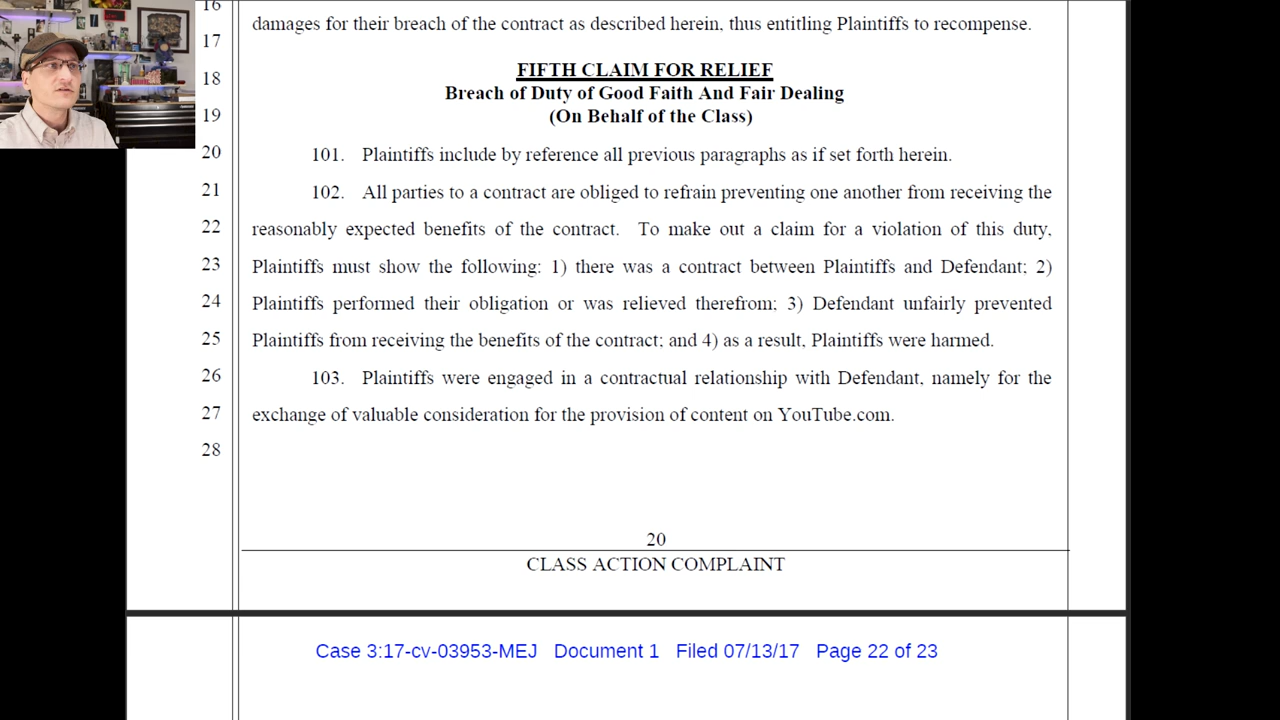 16
damages for their breach of the contract as described herein, thus entitling Plaintiffs to recompense.
17
FIFTH CLAIM FOR RELIEF
18
Breach of Duty of Good Faith And Fair Dealing
19
(On Behalf of the Class)
20
101. Plaintiffs include by reference all previous paragraphs as if set forth herein.
21
102. All parties to a contract are obliged to refrain preventing one another from receiving the
22
reasonably expected benefits of the contract. To make out a claim for a violation of this duty,
23
Plaintiffs must show the following: 1) there was a contract between Plaintiffs and Defendant; 2)
24
Plaintiffs performed their obligation or was relieved therefrom; 3) Defendant unfairly prevented
25
Plaintiffs from receiving the benefits of the contract; and 4) as a result, Plaintiffs were harmed.
26
103. Plaintiffs were engaged in a contractual relationship with Defendant, namely for the
27
exchange of valuable consideration for the provision of content on YouTube.com.
28
20
CLASS ACTION COMPLAINT
Case 3:17-cv-03953-MEJ Document 1 Filed 07/13/17 Page 22 of 23